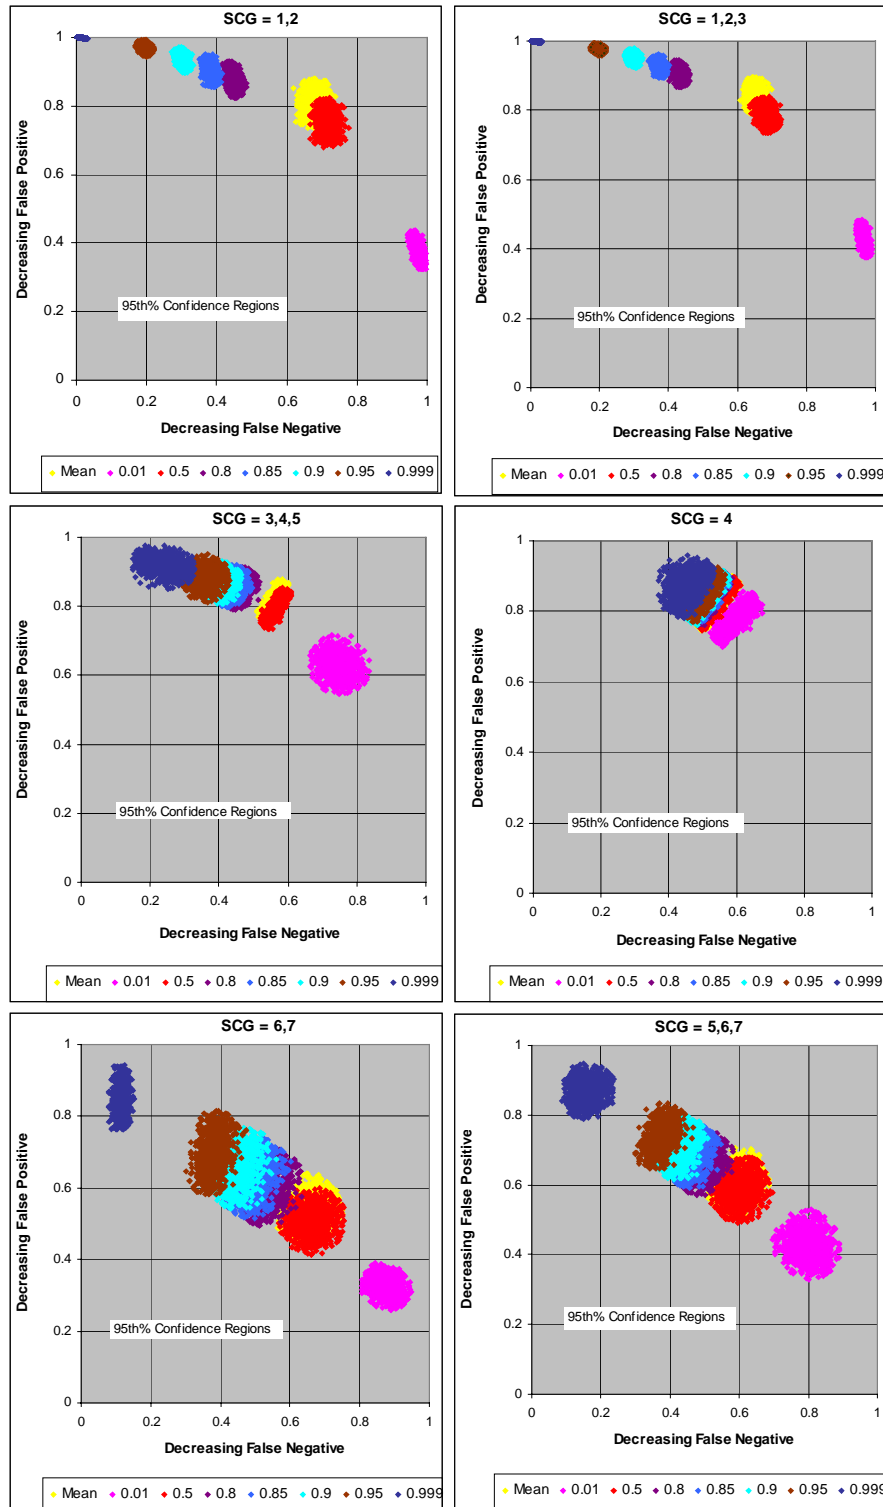 SCG = 1,2
Decreasing False Positive
1
0.8
0.6
0.4
0.2
0
95th% Confidence Regions
0 0.2 0.4 0.6 0.8 1
Decreasing False Negative
Mean 0.01 0.5 0.8 0.85 0.9 0.95 0.999
SCG = 1,2,3
Decreasing False Positive
1
0.8
0.6
0.4
0.2
0
95th% Confidence Regions
0 0.2 0.4 0.6 0.8 1
Decreasing False Negative
Mean 0.01 0.5 0.8 0.85 0.9 0.95 0.999
SCG = 3,4,5
Decreasing False Positive
1
0.8
0.6
0.4
0.2
0
95th% Confidence Regions
0 0.2 0.4 0.6 0.8 1
Decreasing False Negative
Mean 0.01 0.5 0.8 0.85 0.9 0.95 0.999
SCG = 4
Decreasing False Positive
1
0.8
0.6
0.4
0.2
0
95th% Confidence Regions
0 0.2 0.4 0.6 0.8 1
Decreasing False Negative
Mean 0.01 0.5 0.8 0.85 0.9 0.95 0.999
SCG = 6,7
Decreasing False Positive
1
0.8
0.6
0.4
0.2
0
95th% Confidence Regions
0 0.2 0.4 0.6 0.8 1
Decreasing False Negative
Mean 0.01 0.5 0.8 0.85 0.9 0.95 0.999
SCG = 5,6,7
Decreasing False Positive
1
0.8
0.6
0.4
0.2
0
95th% Confidence Regions
0 0.2 0.4 0.6 0.8 1
Decreasing False Negative
Mean 0.01 0.5 0.8 0.85 0.9 0.95 0.999